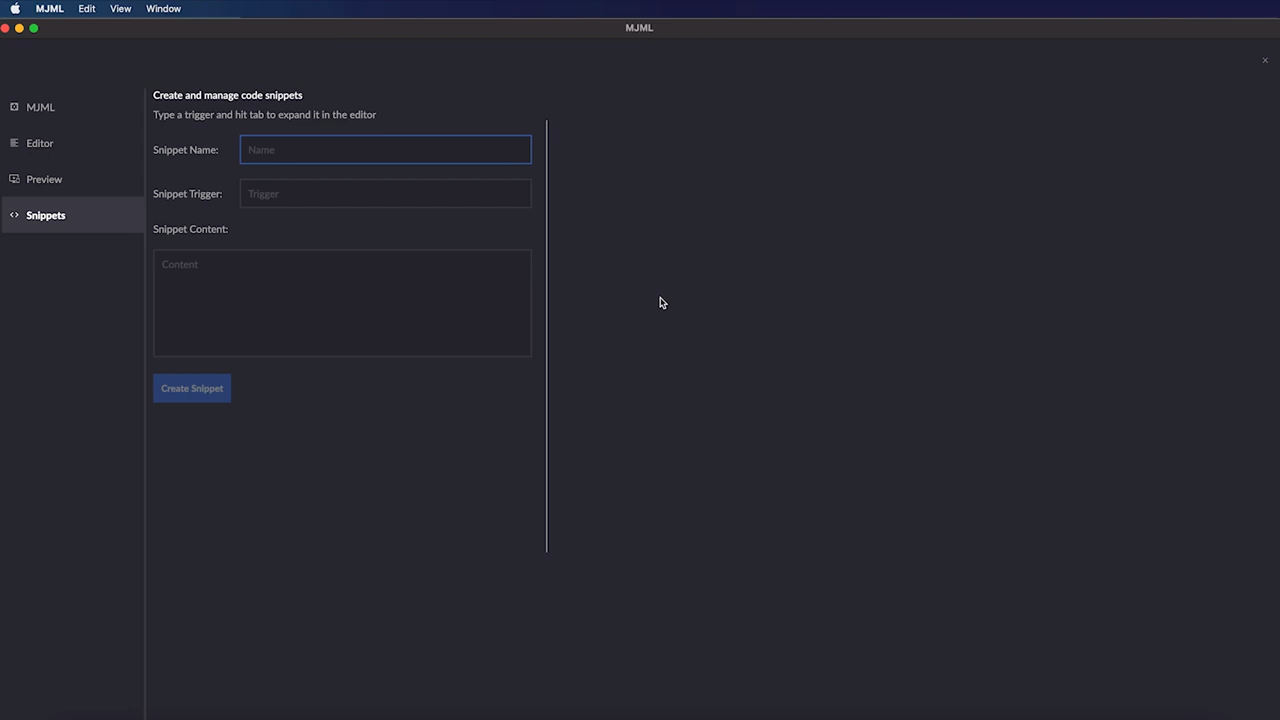 MJML Edit View Window
MJML
×
MJML
Editor
Preview
Snippets
Create and manage code snippets
Type a trigger and hit tab to expand it in the editor
Snippet Name: Name
Snippet Trigger: Trigger
Snippet Content:
Content
Create Snippet